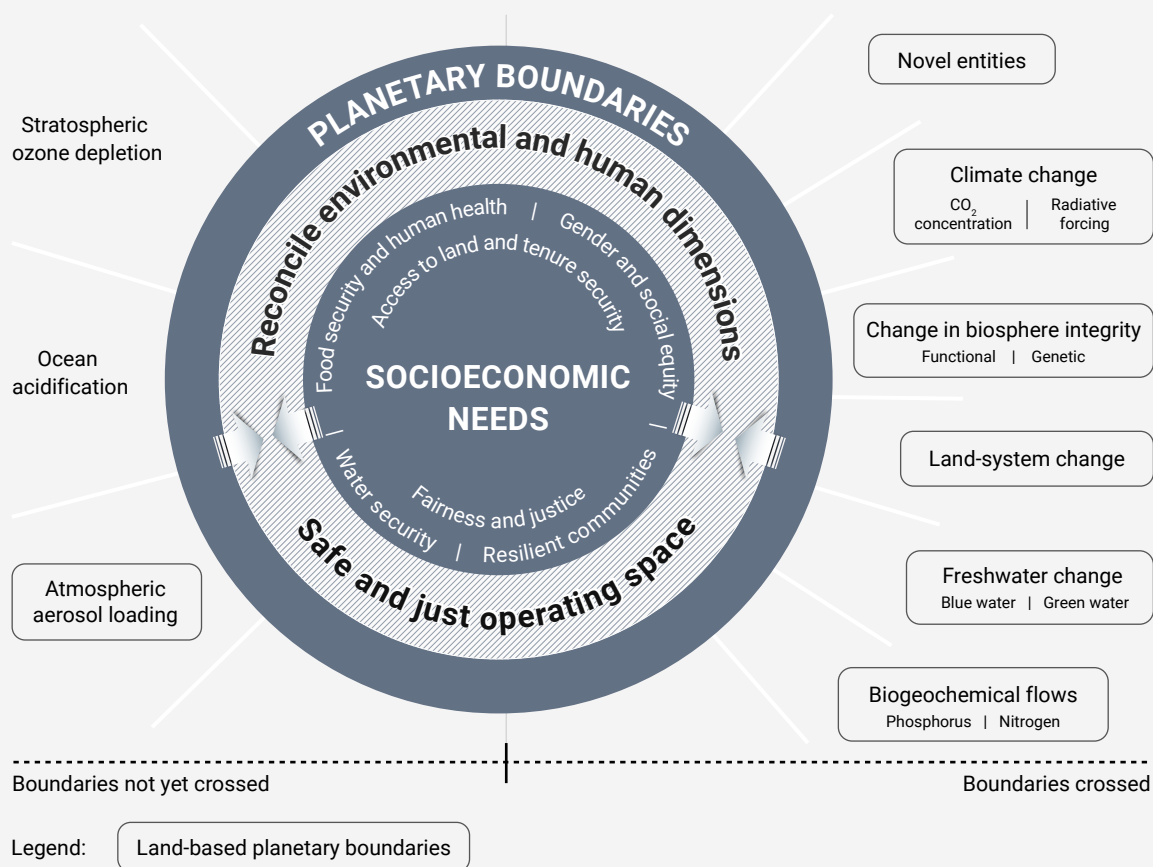 PLANETARY BOUNDARIES
Reconcile environmental and human dimensions
Food security and human health | Gender and social equity |
Access to land and tenure security
SOCIOECONOMIC
NEEDS
Fairness and justice
| Water security | Resilient communities
Safe and just operating space
Stratospheric
ozone depletion
Ocean
acidification
Atmospheric
aerosol loading
Novel entities
Climate change
CO2 concentration | Radiative forcing
Change in biosphere integrity
Functional | Genetic
Land-system change
Freshwater change
Blue water | Green water
Biogeochemical flows
Phosphorus | Nitrogen
Boundaries not yet crossed
Boundaries crossed
Legend: Land-based planetary boundaries